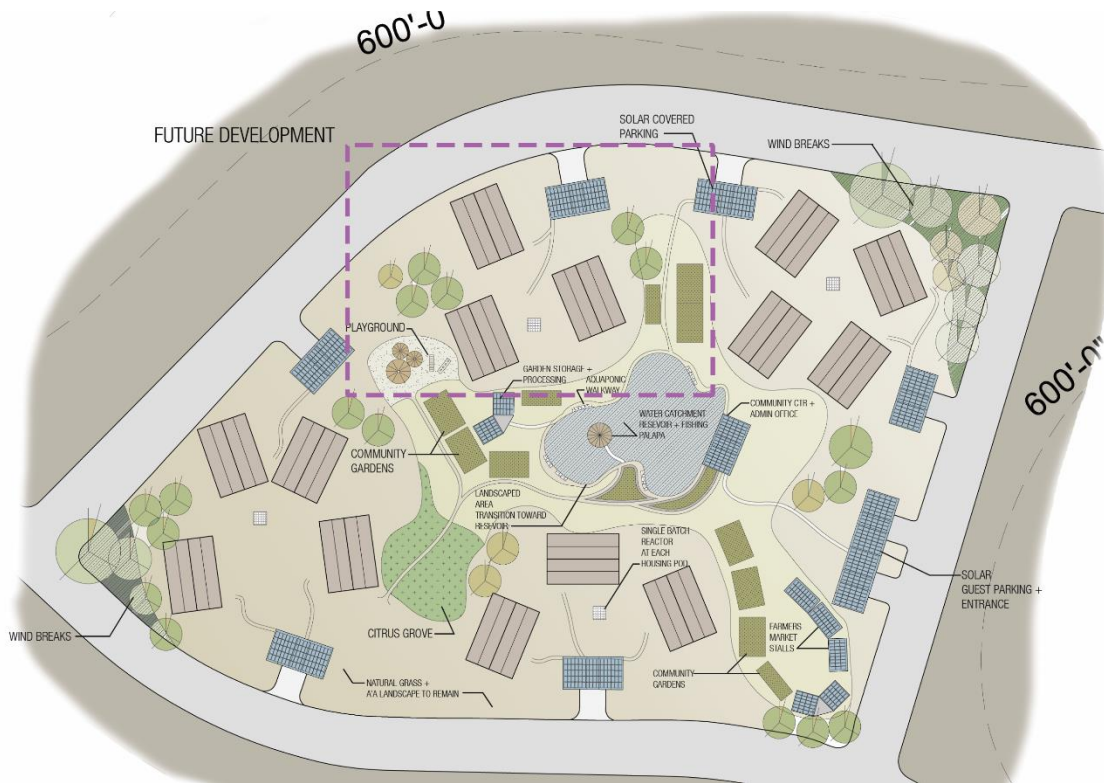 600'-0
FUTURE DEVELOPMENT
SOLAR COVERED
PARKING
WIND BREAKS
PLAYGROUND
GARDEN STORAGE +
PROCESSING
AQUAPONIC
WALKWAY
COMMUNITY CTR +
ADMIN OFFICE
WATER CATCHMENT
RESEVOIR + FISHING
PALAPA
600'-0"
COMMUNITY
GARDENS
LANDSCAPED
AREA
TRANSITION TOWARD
RESEVOIR
SINGLE BATCH
REACTOR
AT EACH
HOUSING POD
SOLAR
GUEST PARKING +
ENTRANCE
WIND BREAKS
CITRUS GROVE
FARMERS
MARKET
STALLS
NATURAL GRASS +
A'A LANDSCAPE TO REMAIN
COMMUNITY
GARDENS